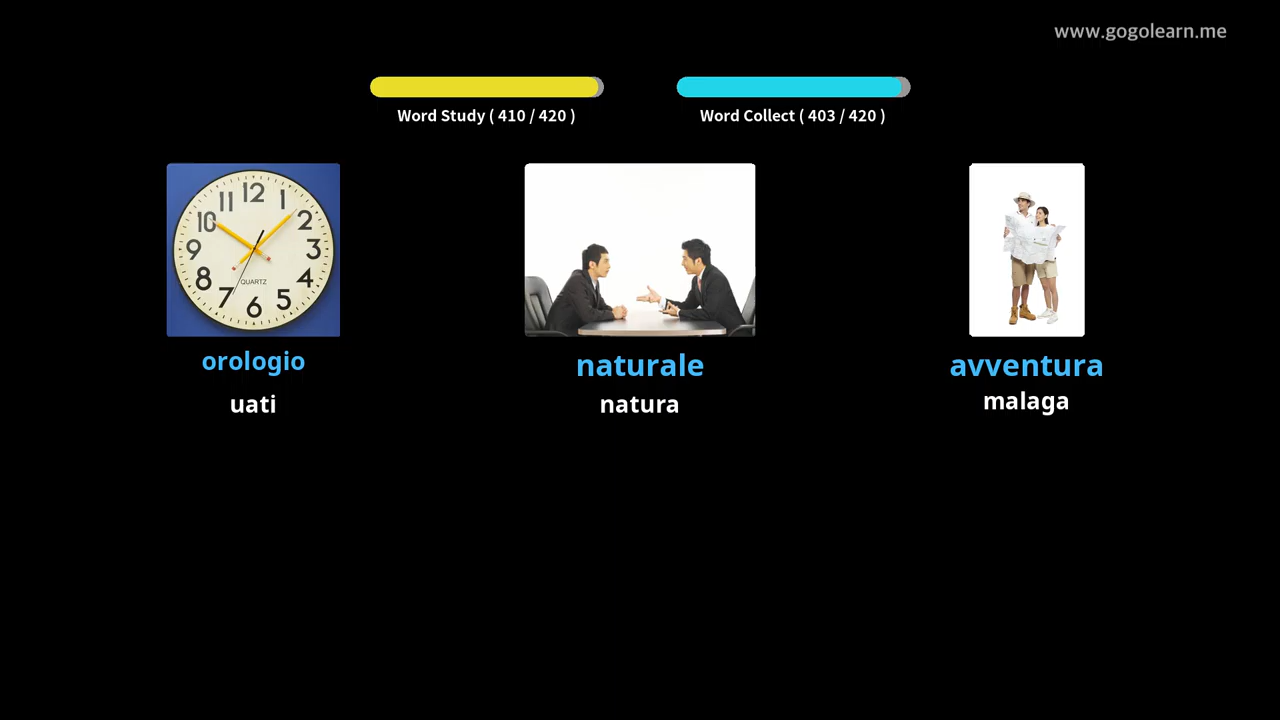 www.gogolearn.me
Word Study ( 410 / 420 )
Word Collect ( 403 / 420 )
12
11
1
10
2
9
3
8
4
QUARTZ
7
5
6
orologio
naturale
avventura
uati
natura
malaga